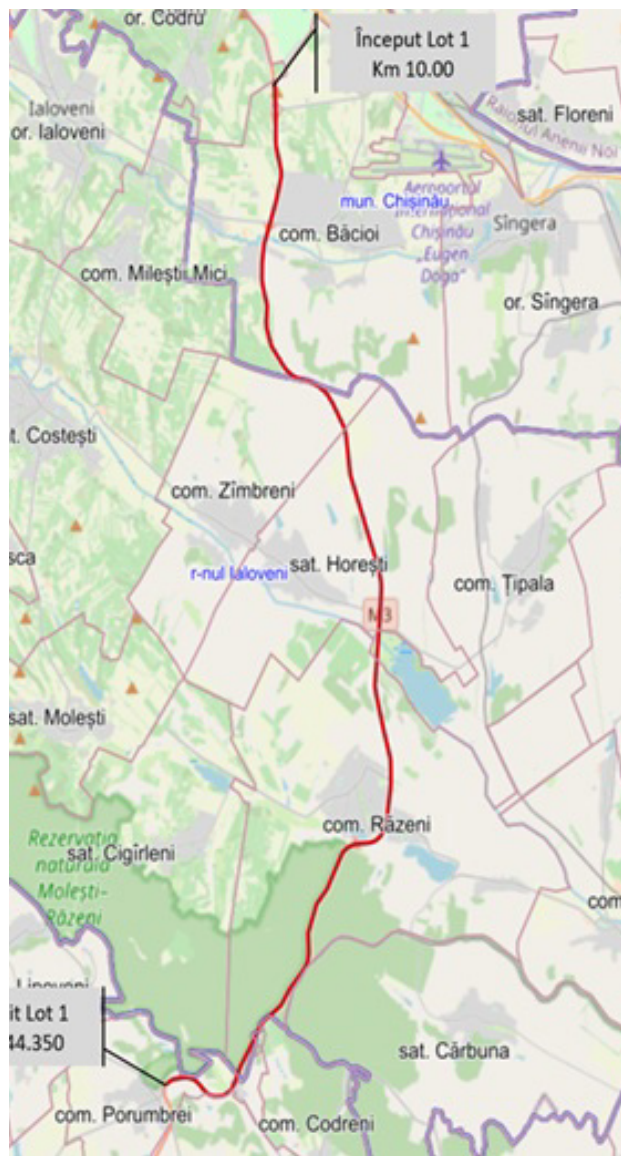 or. Codru
Început Lot 1
Km 10.00
Ialoveni
or. Ialoveni
sat. Floreni
Raionul Anenii Noi
mun. Chișinău
Aeroportul
Internațional
Chișinău
„Eugen
Doga”
Sîngera
com. Băcioi
com. Mileștii Mici
or. Sîngera
t. Costești
com. Zîmbreni
sca
r-nul Ialoveni
sat. Horești
com. Țipala
M3
sat. Molești
com. Răzeni
Rezervația
naturală
Molești-
Răzeni
sat. Cigîrleni
com
Lipoveni
it Lot 1
44.350
sat. Cărbuna
com. Porumbrei
com. Codreni